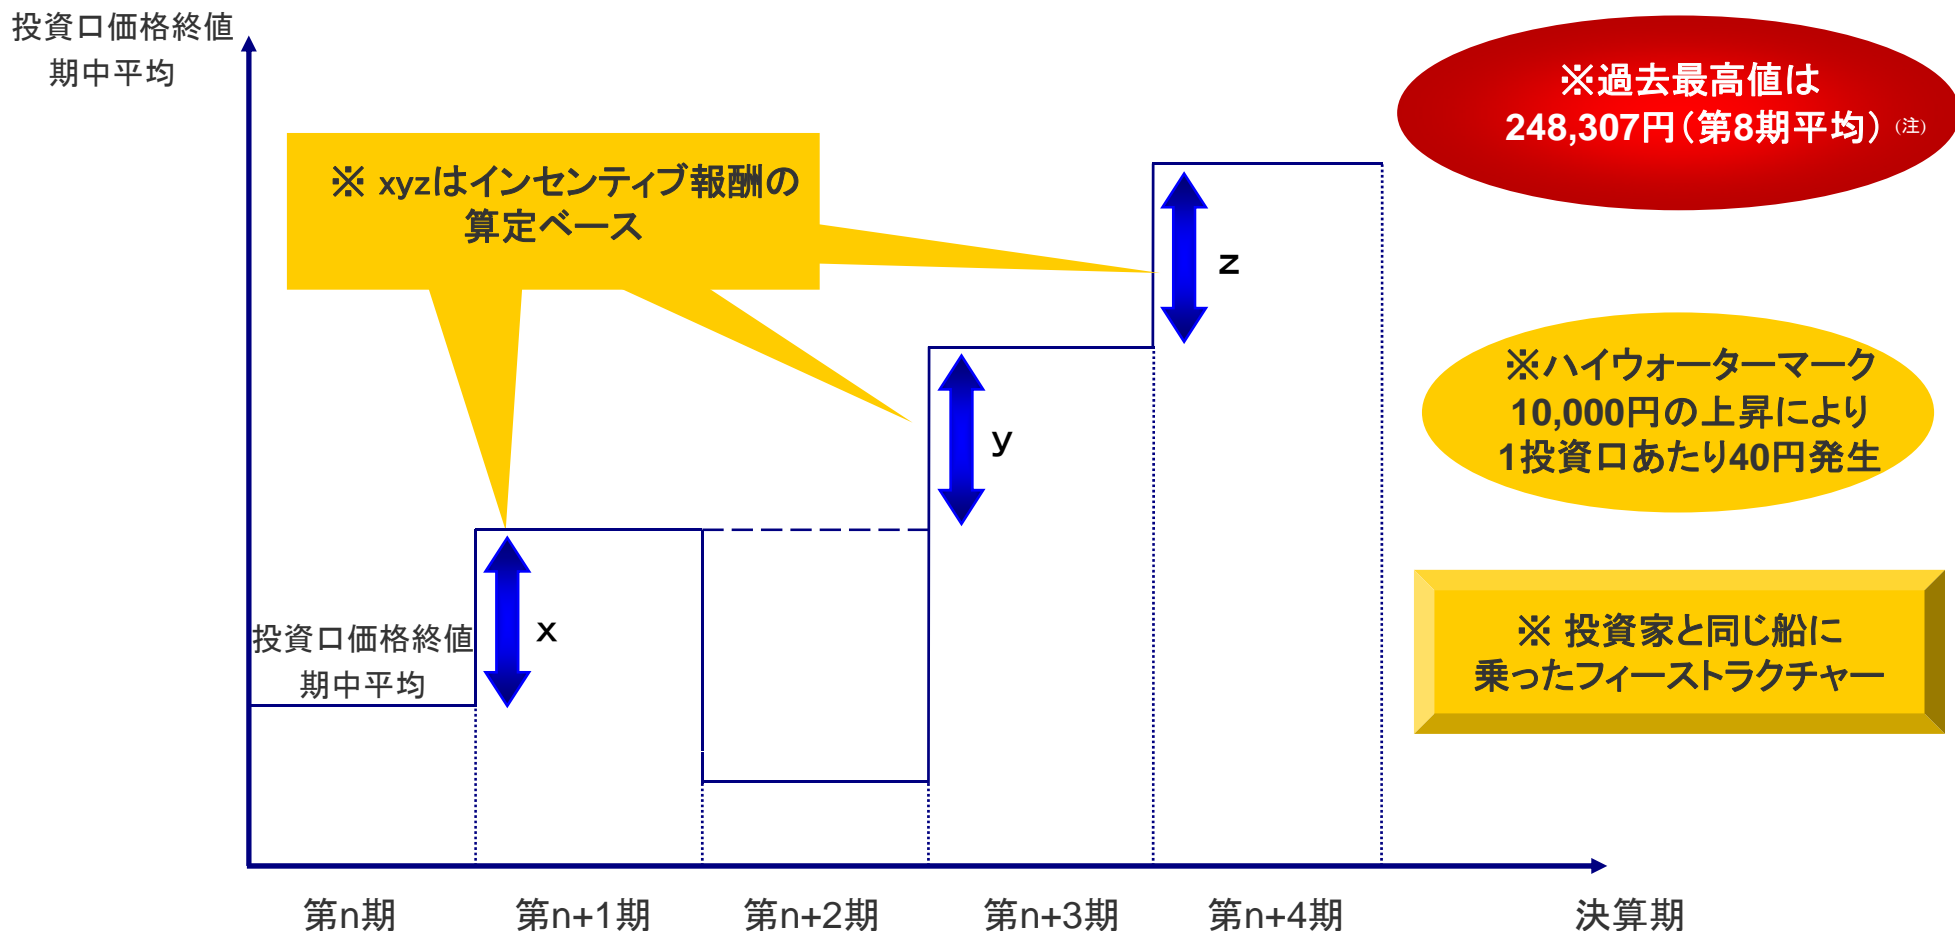 投資口価格終値
期中平均
※過去最高値は
248,307円（第8期平均）(注)
※ xyzはインセンティブ報酬の
算定ベース
z
※ハイウォーターマーク
10,000円の上昇により
1投資口あたり40円発生
y
x
投資口価格終値
期中平均
※ 投資家と同じ船に
乗ったフィーストラクチャー
第n期
第n+1期
第n+2期
第n+3期
第n+4期
決算期